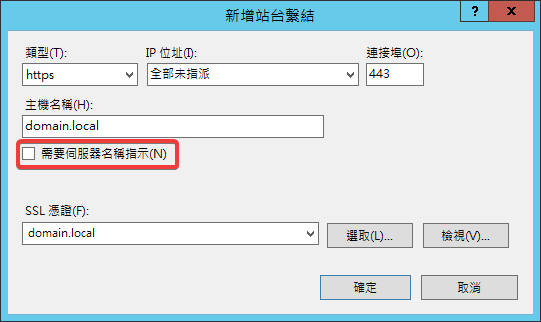 新增站台繫結
?
x
類型(T):
IP 位址(I):
連接埠(O):
https
全部未指派
443
主機名稱(H):
domain.local
需要伺服器名稱指示(N)
SSL 憑證(F):
domain.local
選取(L)...
檢視(V)...
確定
取消